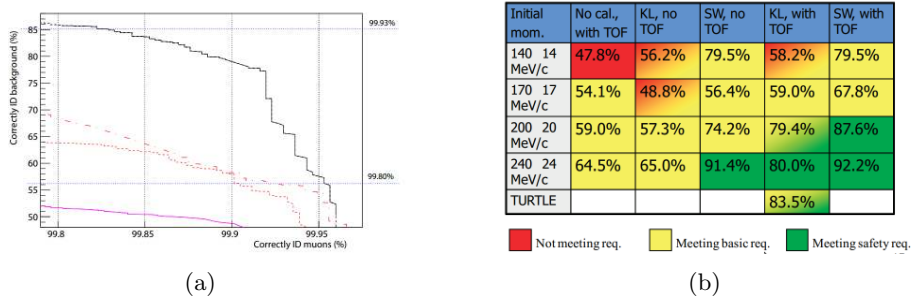 99.93%
85
80
75
70
65
60
55
50
Correctly ID background (%)
99.80%
99.8
99.85
99.9
99.95
Correctly ID muons (%)
(a)
Initial mom. | No cal., with TOF | KL, no TOF | SW, no TOF | KL, with TOF | SW, with TOF
140 14 MeV/c | 47.8% | 56.2% | 79.5% | 58.2% | 79.5%
170 17 MeV/c | 54.1% | 48.8% | 56.4% | 59.0% | 67.8%
200 20 MeV/c | 59.0% | 57.3% | 74.2% | 79.4% | 87.6%
240 24 MeV/c | 64.5% | 65.0% | 91.4% | 80.0% | 92.2%
TURTLE | 83.5%
Not meeting req. Meeting basic req. Meeting safety req.
(b)